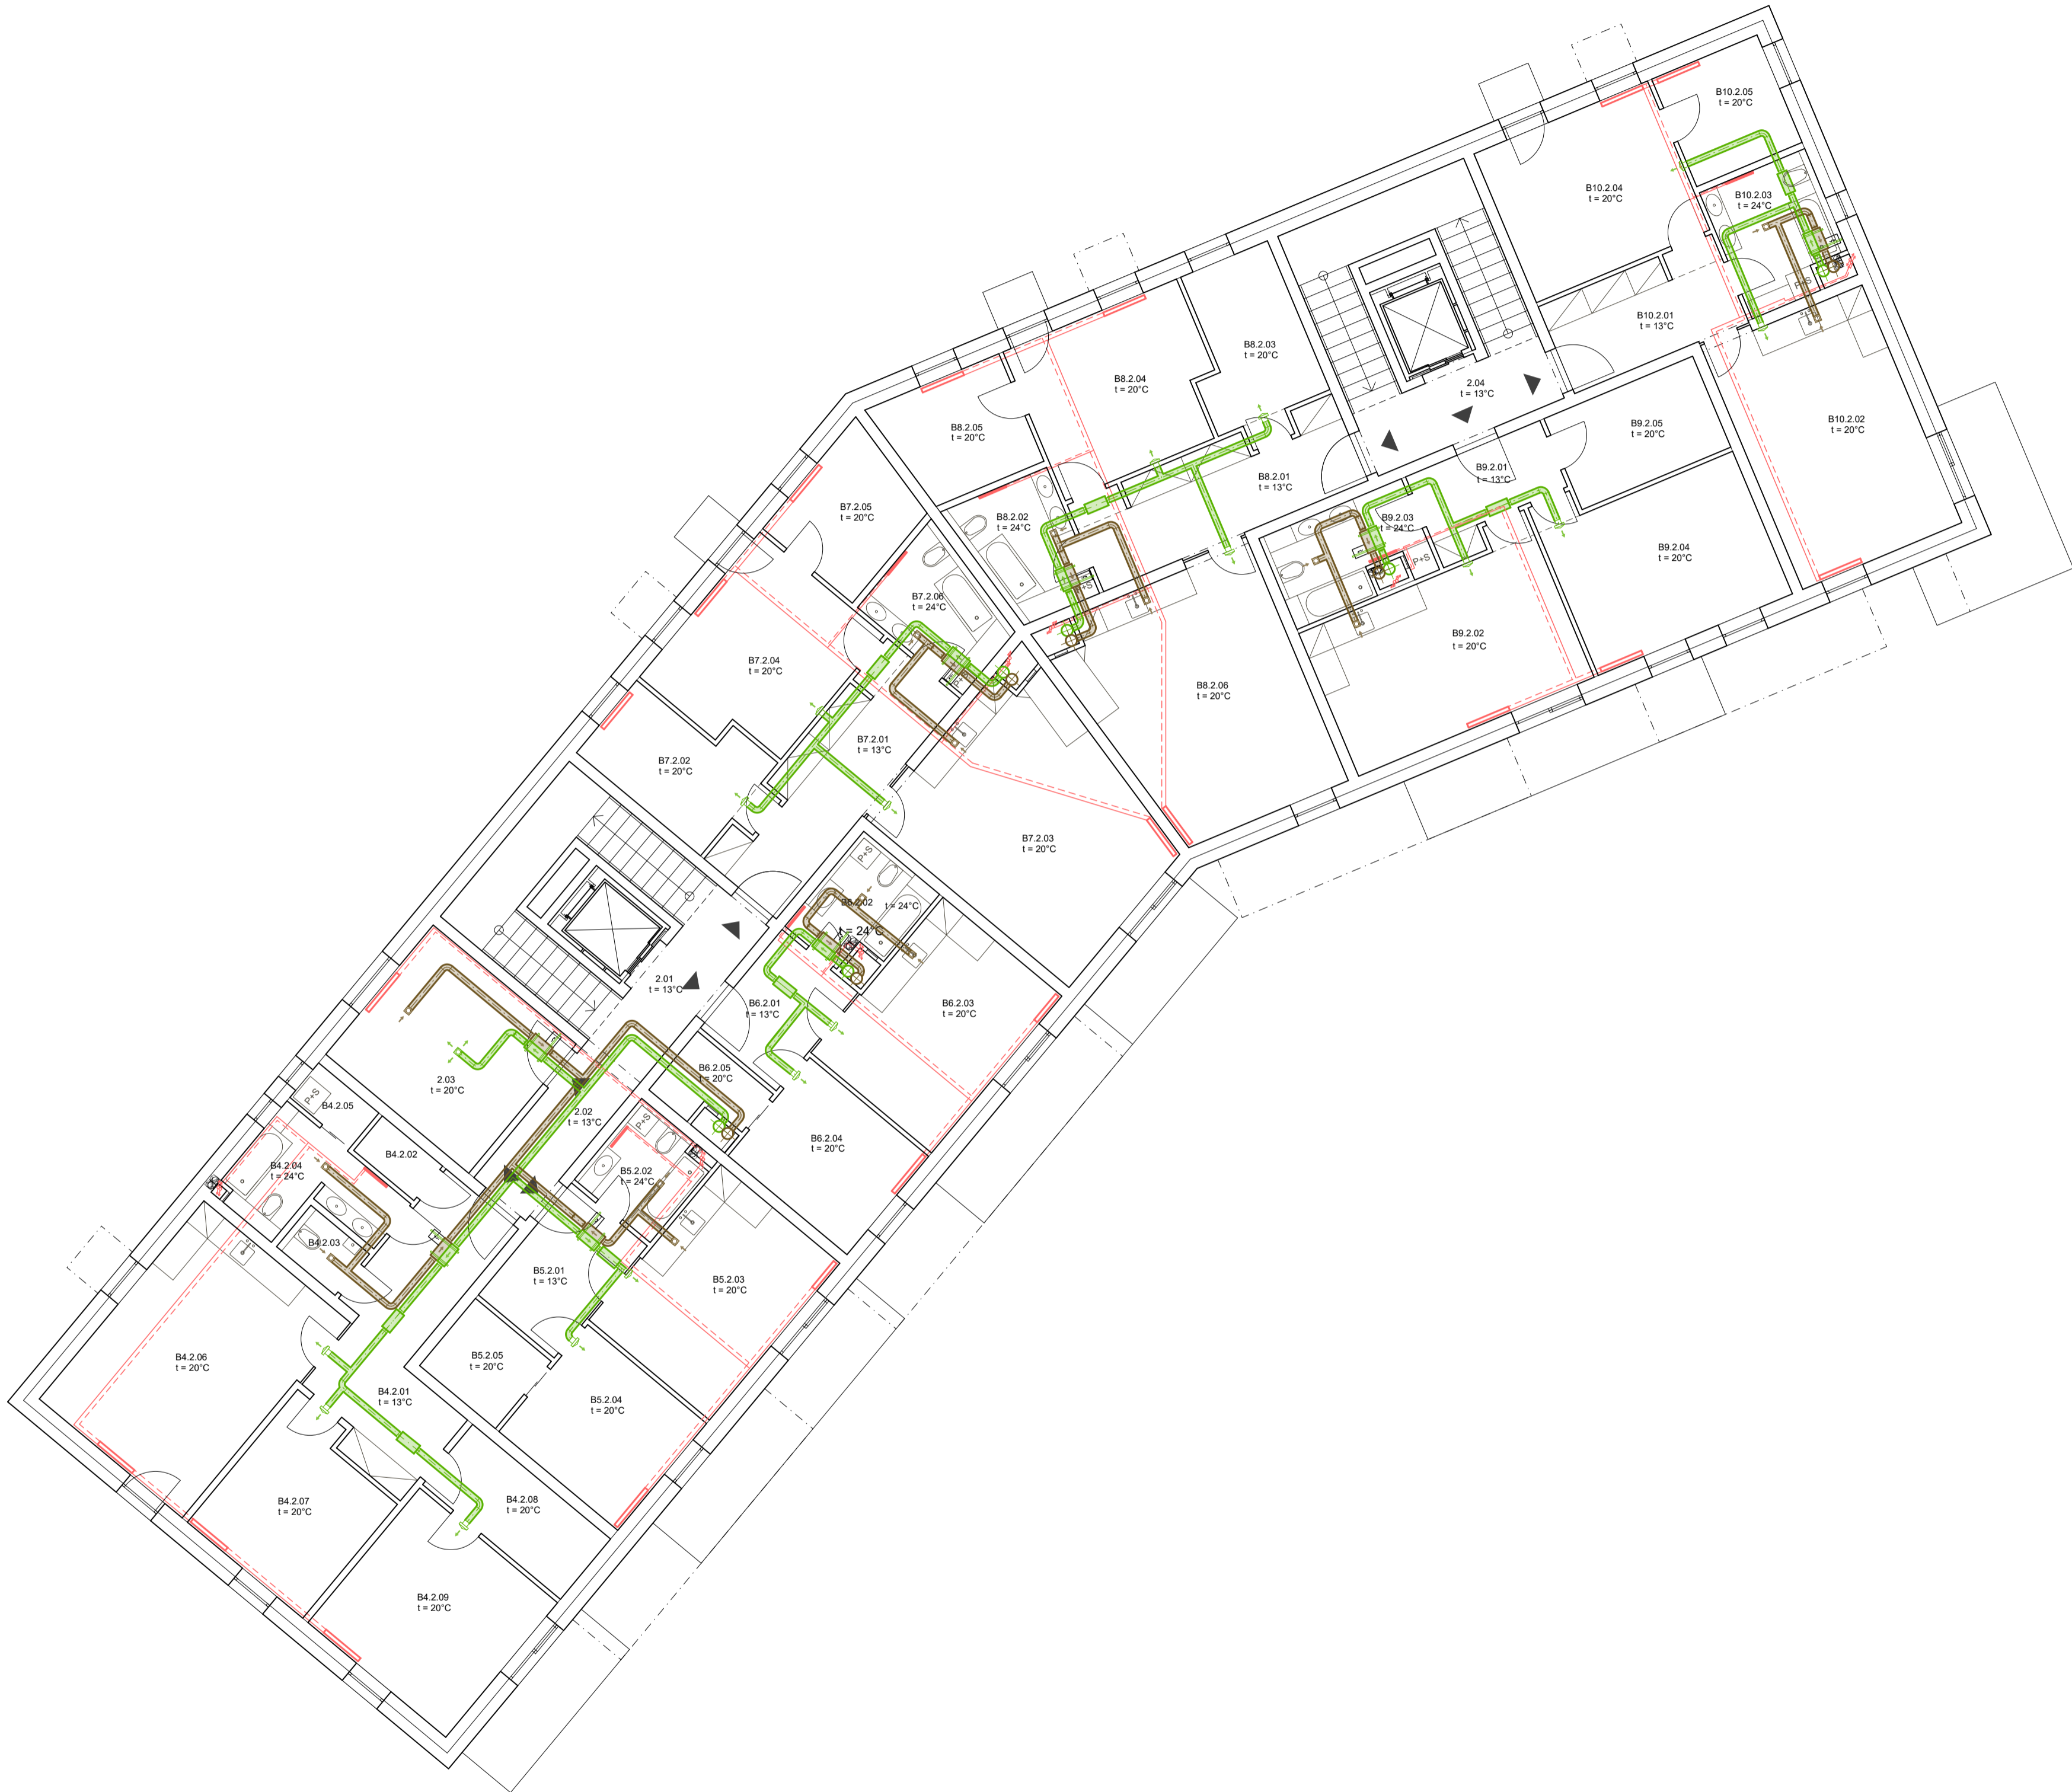 B10.2.05
t = 20°C
B10.2.04
t = 20°C
B10.2.03
t = 24°C
P+S
B10.2.01
t = 13°C
B10.2.02
t = 20°C
B8.2.03
t = 20°C
B8.2.04
t = 20°C
2.04
t = 13°C
B8.2.05
t = 20°C
B9.2.05
t = 20°C
B8.2.01
t = 13°C
B9.2.01
t = 13°C
B8.2.02
t = 24°C
P+S
B9.2.03
t = 24°C
P+S
B9.2.04
t = 20°C
B7.2.05
t = 20°C
B7.2.06
t = 24°C
P+S
B9.2.02
t = 20°C
B7.2.04
t = 20°C
B8.2.06
t = 20°C
B7.2.01
t = 13°C
B7.2.02
t = 20°C
B7.2.03
t = 20°C
P+S
B6.2.02
t = 24°C
t = 24°C
2.01
t = 13°C
B6.2.01
t = 13°C
B6.2.03
t = 20°C
B6.2.05
t = 20°C
2.03
t = 20°C
P+S
B4.2.05
2.02
t = 13°C
P+S
B6.2.04
t = 20°C
B4.2.02
B4.2.04
t = 24°C
B5.2.02
t = 24°C
B4.2.03
B5.2.01
t = 13°C
B5.2.03
t = 20°C
B4.2.06
t = 20°C
B5.2.05
t = 20°C
B4.2.01
t = 13°C
B5.2.04
t = 20°C
B4.2.07
t = 20°C
B4.2.08
t = 20°C
B4.2.09
t = 20°C